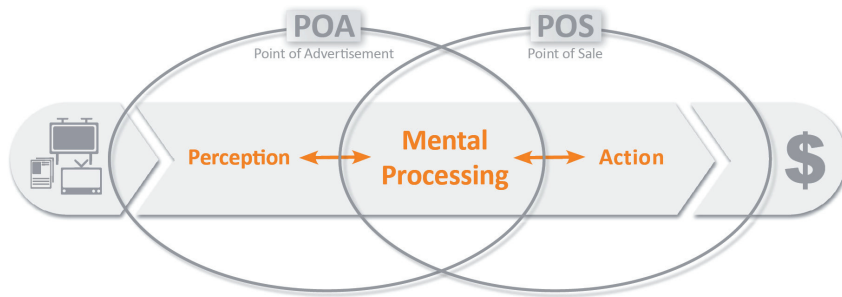 POA
Point of Advertisement
POS
Point of Sale
Perception
Mental
Processing
Action
$